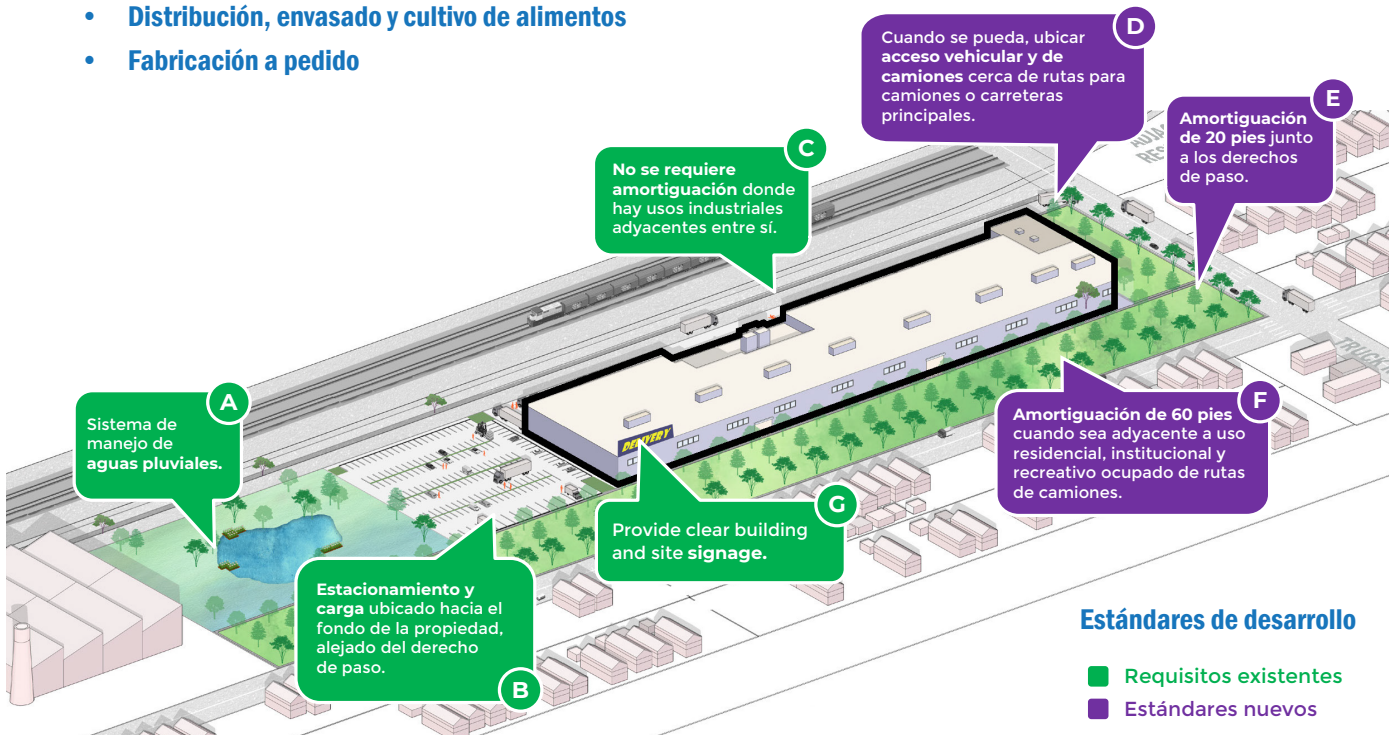 • Distribución, envasado y cultivo de alimentos
• Fabricación a pedido
D
Cuando se pueda, ubicar
acceso vehicular y de
camiones cerca de rutas para
camiones o carreteras
principales.
E
Amortiguación
de 20 pies junto
a los derechos
de paso.
C
No se requiere
amortiguación donde
hay usos industriales
adyacentes entre sí.
A
Sistema de
manejo de
aguas pluviales.
DELIVERY
F
Amortiguación de 60 pies
cuando sea adyacente a uso
residencial, institucional y
recreativo ocupado de rutas
de camiones.
G
Provide clear building
and site signage.
Estacionamiento y
carga ubicado hacia el
fondo de la propiedad,
alejado del derecho
de paso.
B
Estándares de desarrollo
Requisitos existentes
Estándares nuevos